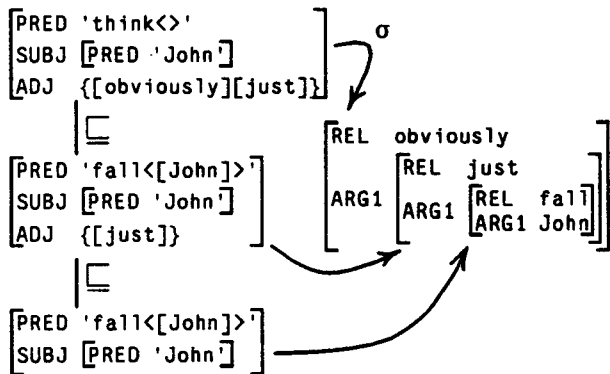 [PRED 'think<>'
SUBJ [PRED 'John']
ADJ {[obviously][just]}]
σ
⊑
[PRED 'fall<[John]>'
SUBJ [PRED 'John']
ADJ {[just]}]
⊑
[PRED 'fall<[John]>'
SUBJ [PRED 'John']]
[REL obviously
ARG1 [REL just
ARG1 [REL fall
ARG1 John]]]